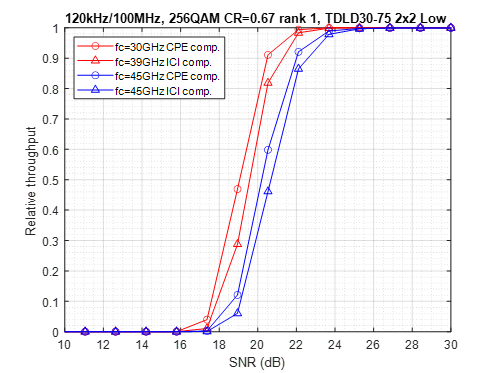 120kHz/100MHz, 256QAM CR=0.67 rank 1, TDLD30-75 2x2 Low
fc=30GHz CPE comp.
fc=39GHz ICI comp.
fc=45GHz CPE comp.
fc=45GHz ICI comp.
Relative throughput
1
0.9
0.8
0.7
0.6
0.5
0.4
0.3
0.2
0.1
0
10 12 14 16 18 20 22 24 26 28 30
SNR (dB)